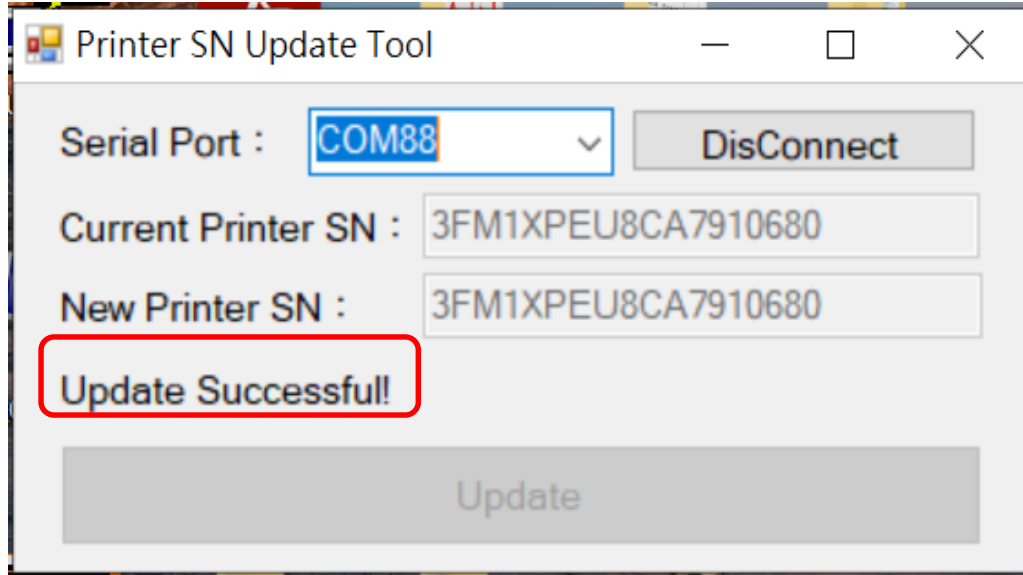 Printer SN Update Tool
Serial Port : COM88 DisConnect
Current Printer SN : 3FM1XPEU8CA7910680
New Printer SN : 3FM1XPEU8CA7910680
Update Successful!
Update